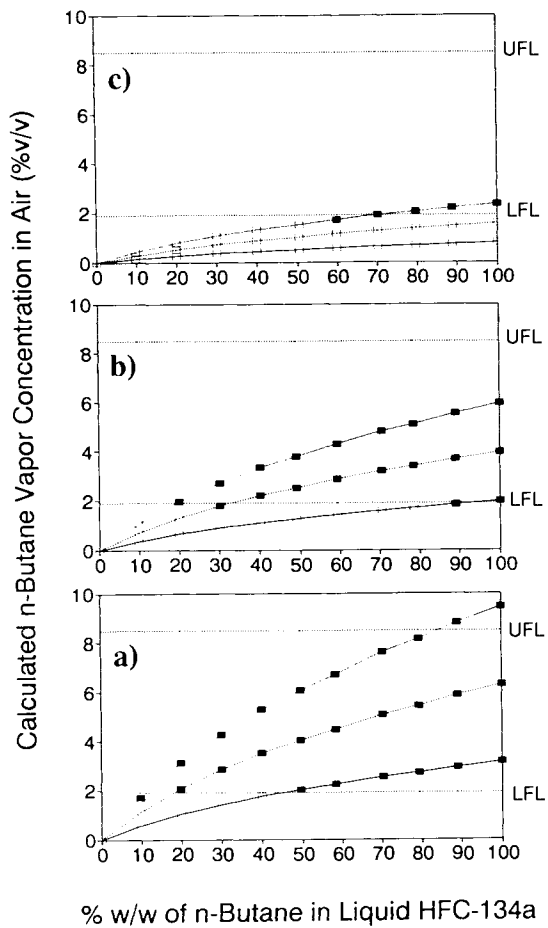 Calculated n-Butane Vapor Concentration in Air (%v/v)
10
8
6
4
2
0
c)
UFL
LFL
0 10 20 30 40 50 60 70 80 90 100
10
8
6
4
2
0
b)
UFL
LFL
0 10 20 30 40 50 60 70 80 90 100
10
8
6
4
2
0
a)
UFL
LFL
0 10 20 30 40 50 60 70 80 90 100
% w/w of n-Butane in Liquid HFC-134a